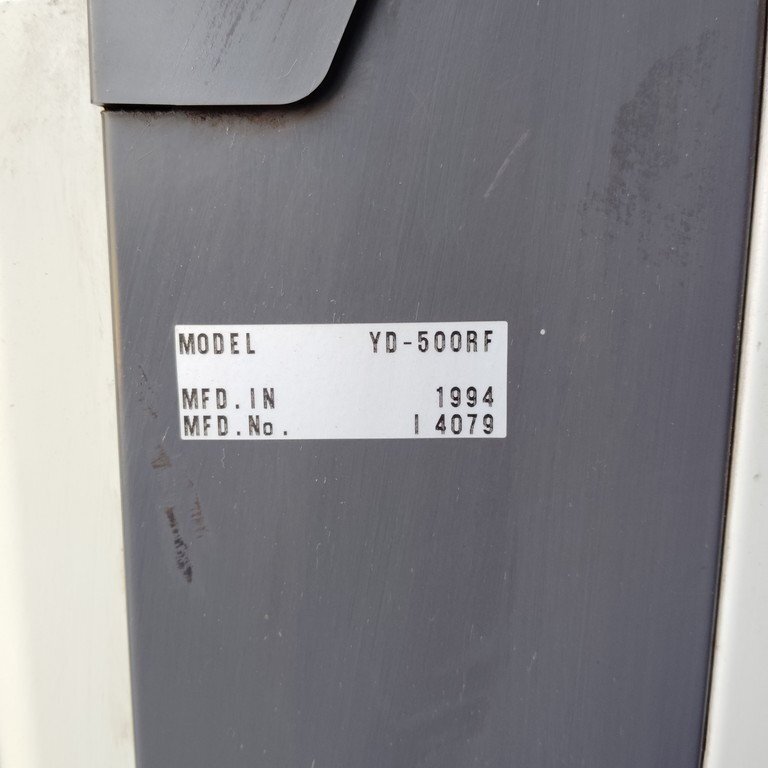 MODEL YD-500RF
MFD.IN 1994
MFD.No. I 4079